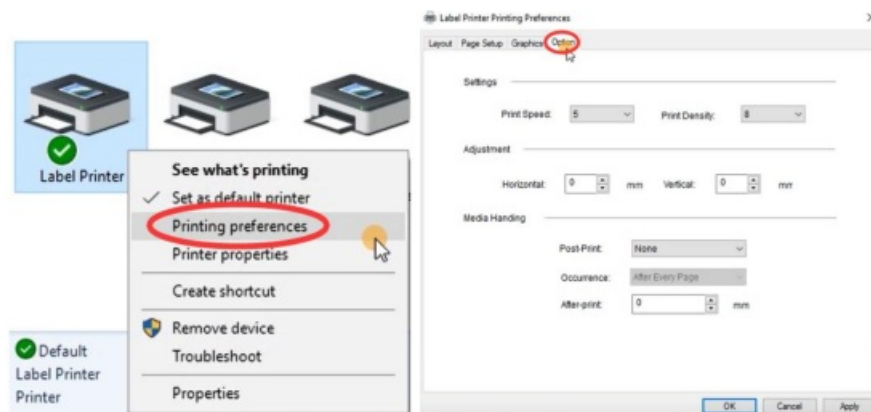 Label Printer
See what's printing
Set as default printer
Printing preferences
Printer properties
Create shortcut
Remove device
Troubleshoot
Properties
Default
Label Printer
Printer
Label Printer Printing Preferences
Layout Page Setup Graphics Option
Settings
Print Speed: 5 Print Density: 8
Adjustment
Horizontal: 0 mm Vertical: 0 mm
Media Handing
Post-Print: None
Occurrence: After Every Page
After-print: 0 mm
OK Cancel Apply